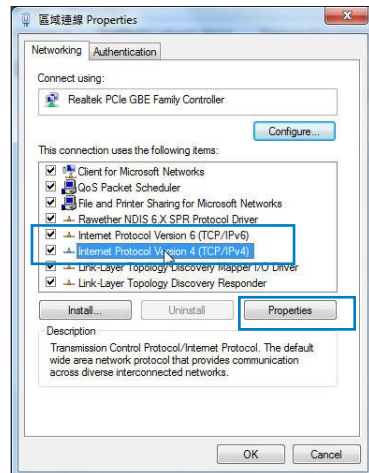 區域連線 Properties
Networking Authentication
Connect using:
Realtek PCIe GBE Family Controller
Configure...
This connection uses the following items:
Client for Microsoft Networks
QoS Packet Scheduler
File and Printer Sharing for Microsoft Networks
Rawether NDIS 6.X SPR Protocol Driver
Internet Protocol Version 6 (TCP/IPv6)
Internet Protocol Version 4 (TCP/IPv4)
Link-Layer Topology Discovery Mapper I/O Driver
Link-Layer Topology Discovery Responder
Install... Uninstall Properties
Description
Transmission Control Protocol/Internet Protocol. The default
wide area network protocol that provides communication
across diverse interconnected networks.
OK Cancel